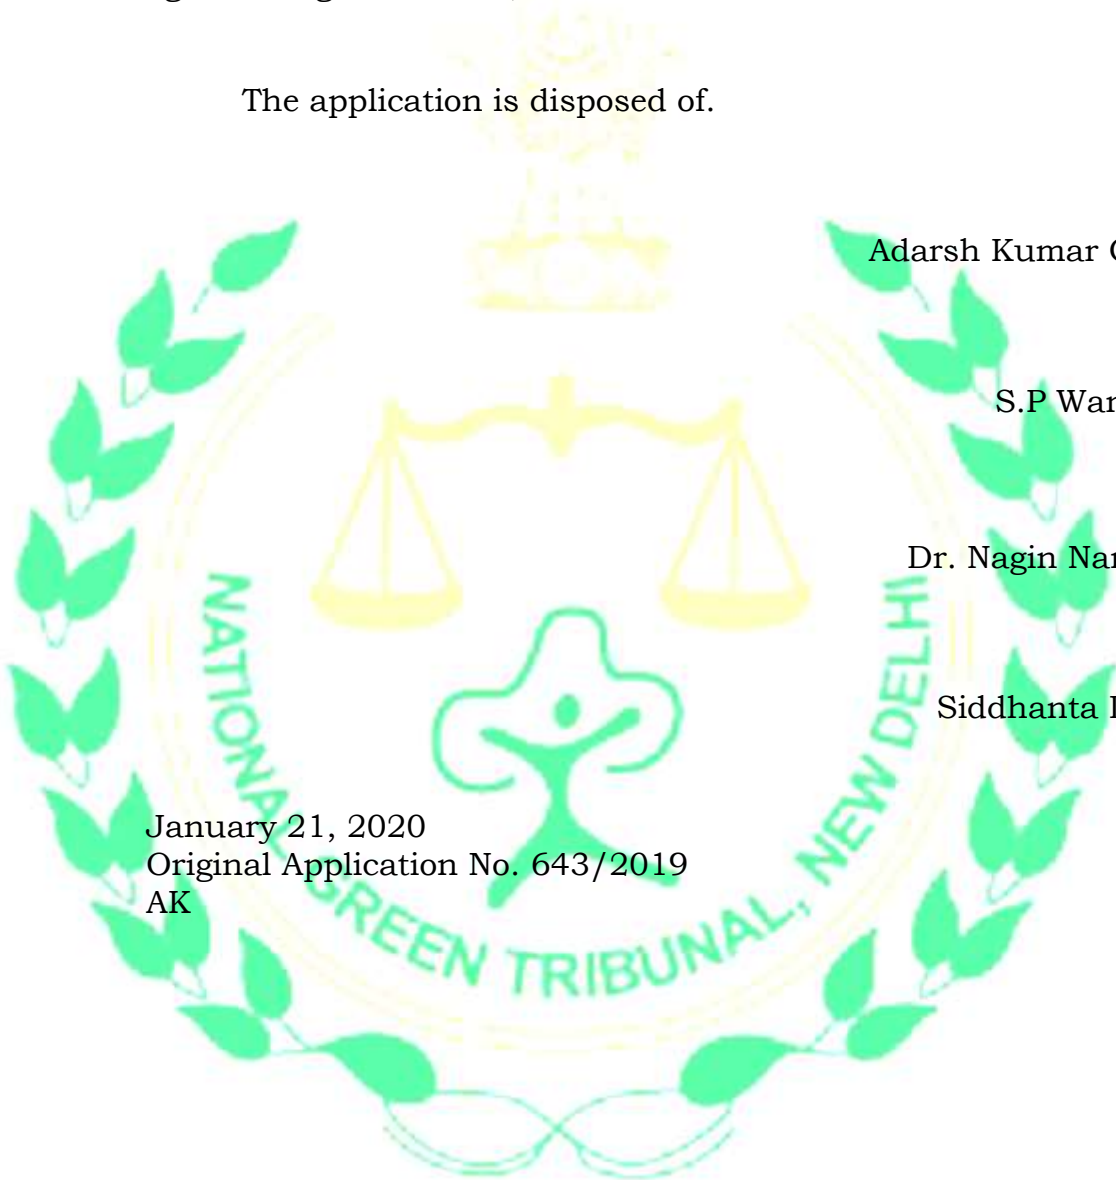 The application is disposed of.
Adarsh Kumar
S.P
Dr. Nagin
Siddhanta
January 21, 2020
Original Application No. 643/2019
AK
NATIONAL GREEN TRIBUNAL, NEW DELHI